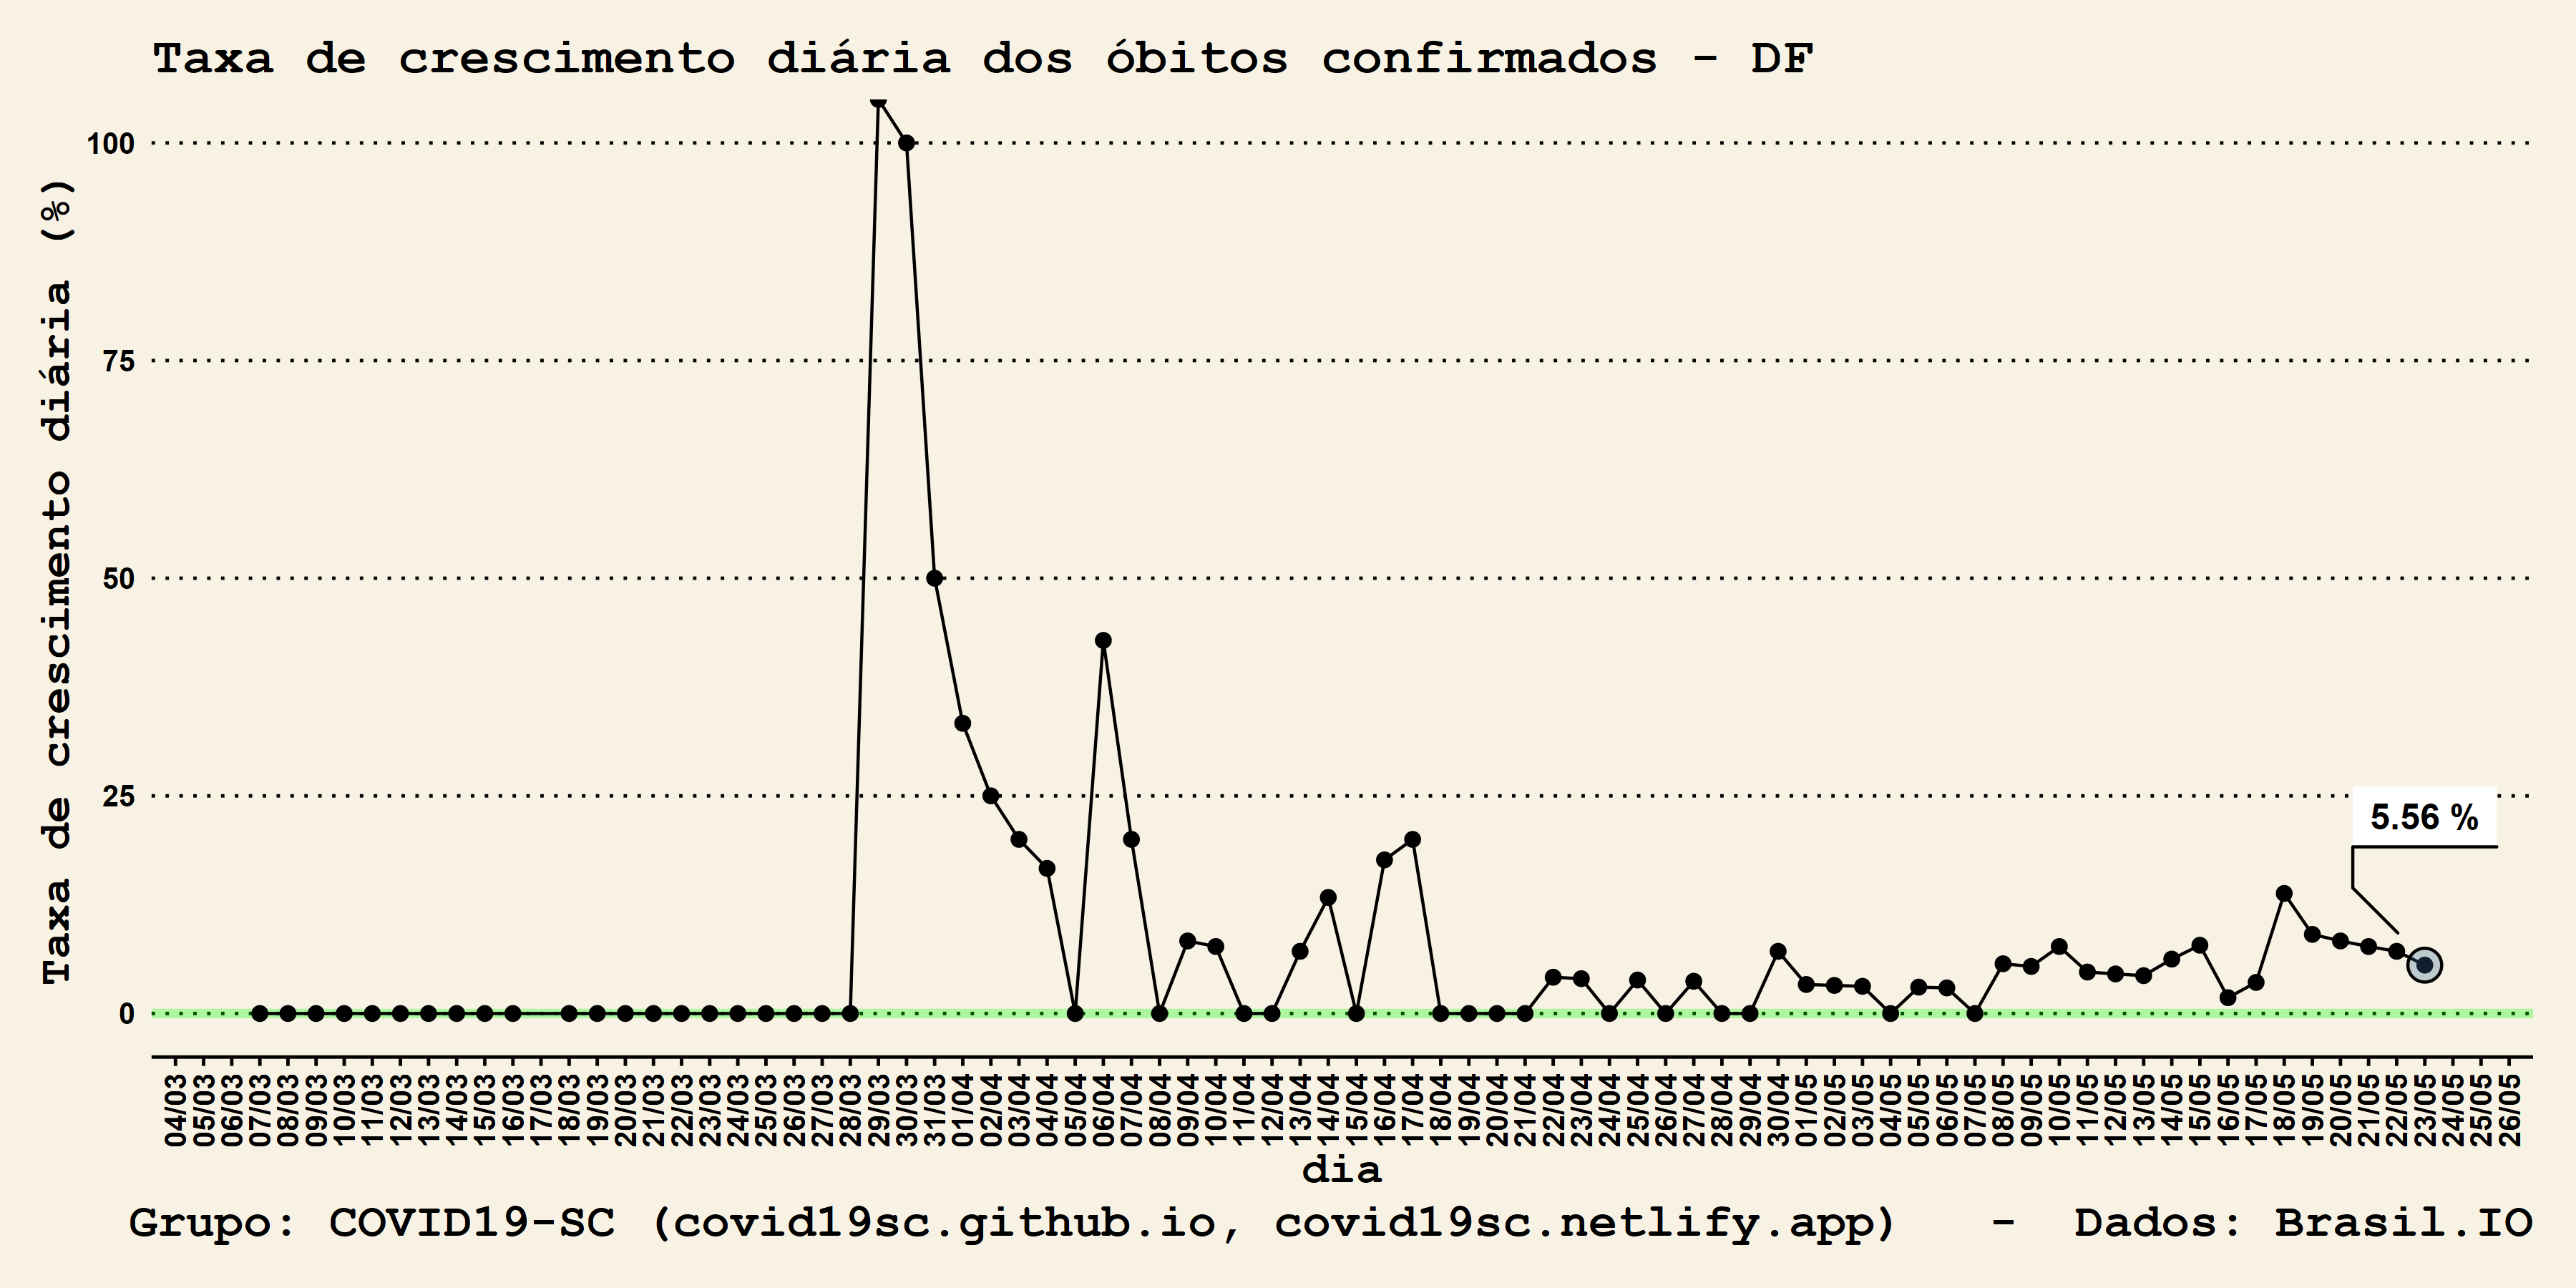 Taxa de crescimento diária dos óbitos confirmados - DF
Taxa de crescimento diária (%)
100
75
50
25
0
5.56 %
04/03 05/03 06/03 07/03 08/03 09/03 10/03 11/03 12/03 13/03 14/03 15/03 16/03 17/03 18/03 19/03 20/03 21/03 22/03 23/03 24/03 25/03 26/03 27/03 28/03 29/03 30/03 31/03 01/04 02/04 03/04 04/04 05/04 06/04 07/04 08/04 09/04 10/04 11/04 12/04 13/04 14/04 15/04 16/04 17/04 18/04 19/04 20/04 21/04 22/04 23/04 24/04 25/04 26/04 27/04 28/04 29/04 30/04 01/05 02/05 03/05 04/05 05/05 06/05 07/05 08/05 09/05 10/05 11/05 12/05 13/05 14/05 15/05 16/05 17/05 18/05 19/05 20/05 21/05 22/05 23/05 24/05 25/05 26/05
dia
Grupo: COVID19-SC (covid19sc.github.io, covid19sc.netlify.app) - Dados: Brasil.IO